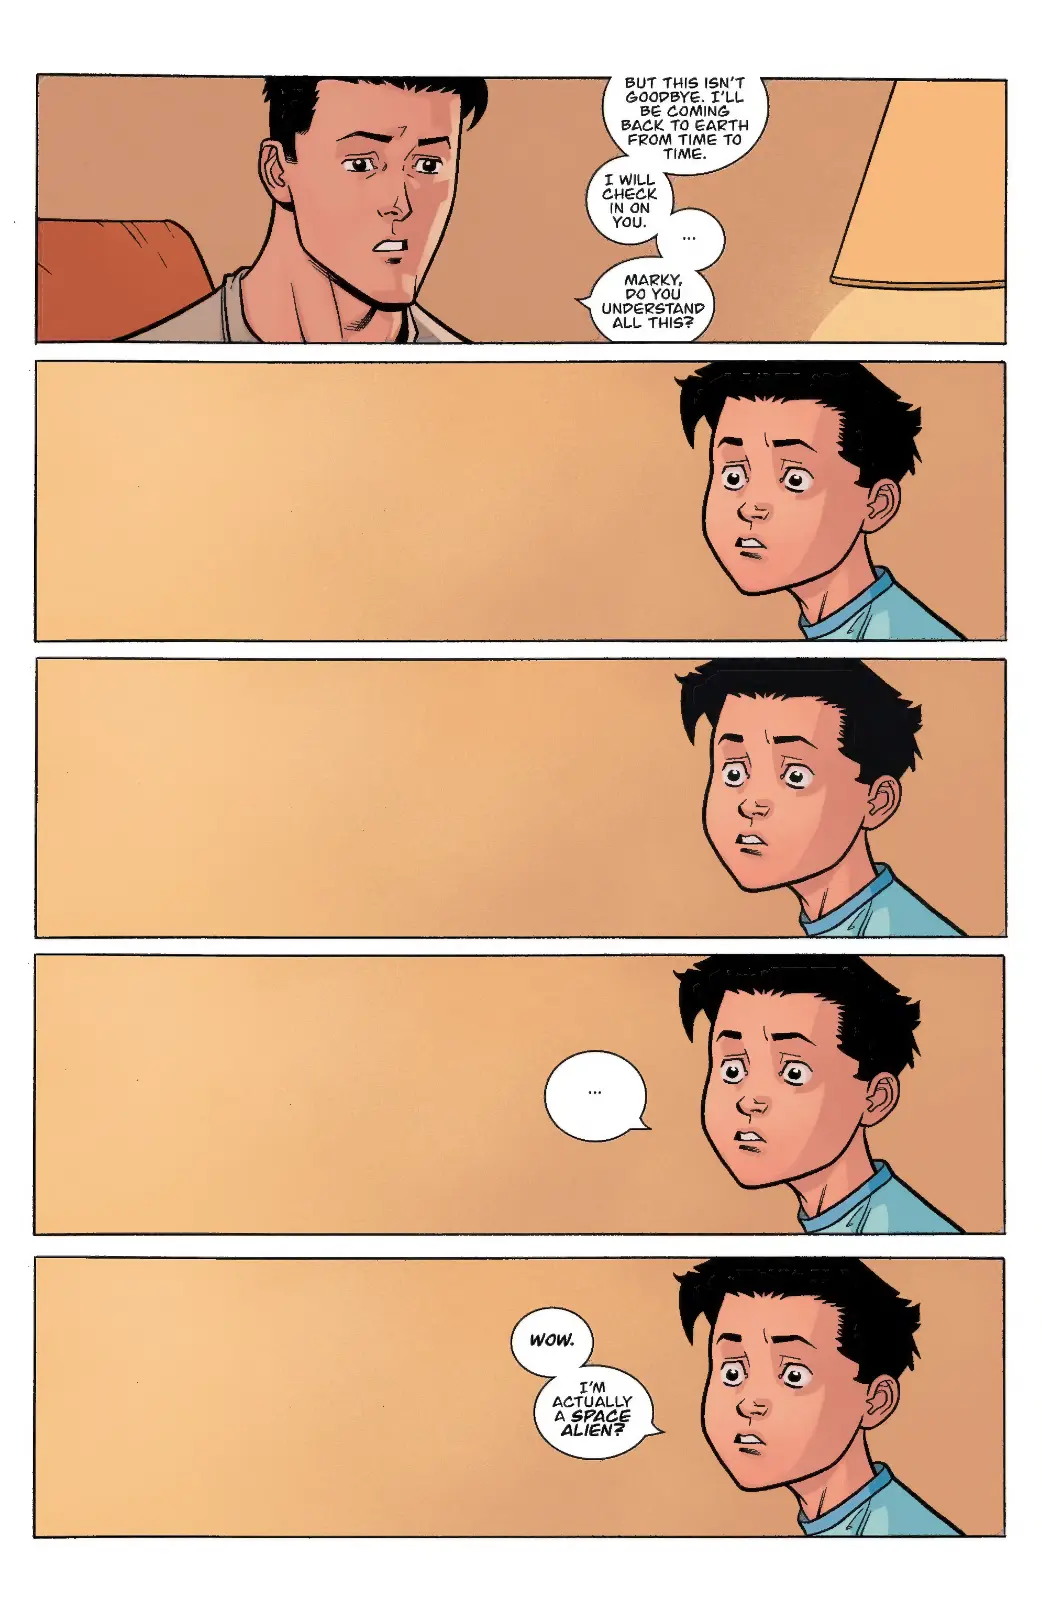 BUT THIS ISN'T
GOODBYE. I'LL
BE COMING
BACK TO EARTH
FROM TIME TO
TIME.
I WILL
CHECK
IN ON
YOU.
...
MARKY,
DO YOU
UNDERSTAND
ALL THIS?
...
WOW.
I'M
ACTUALLY
A SPACE
ALIEN?